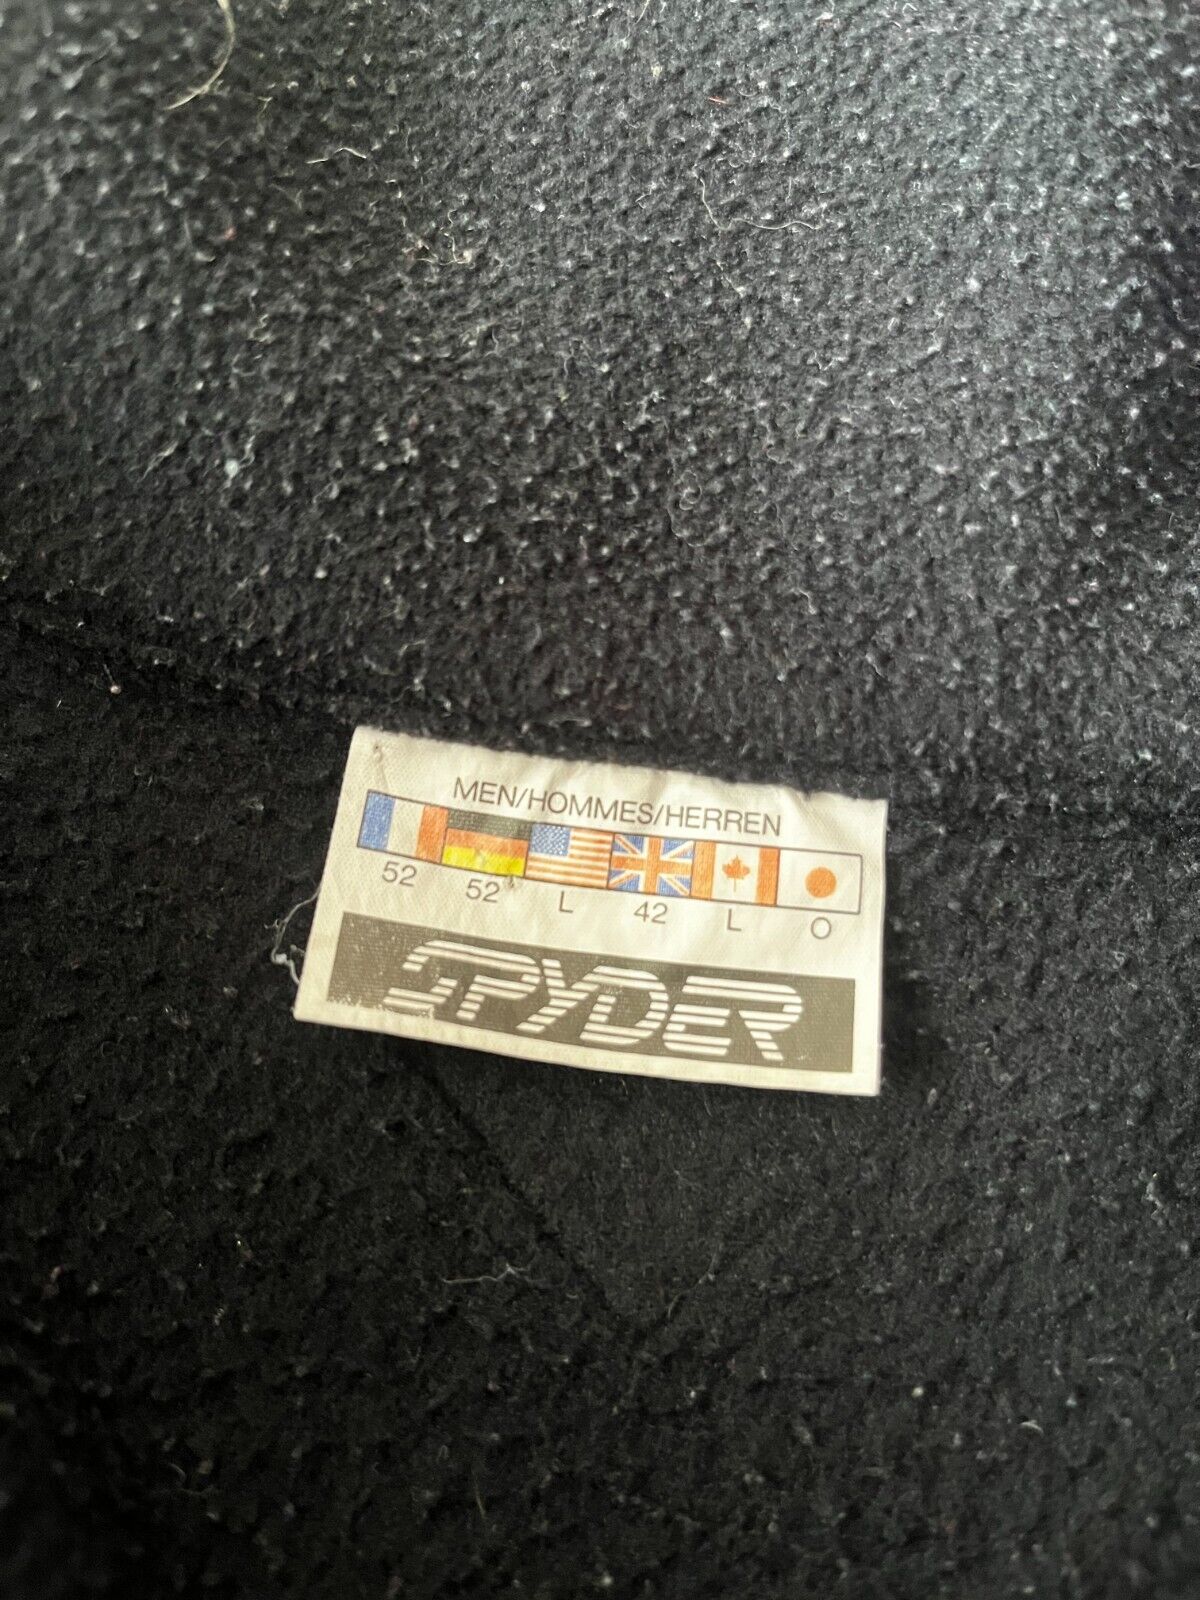 MEN/HOMMES/HERREN
52 52 L 42 L O
SPYDER